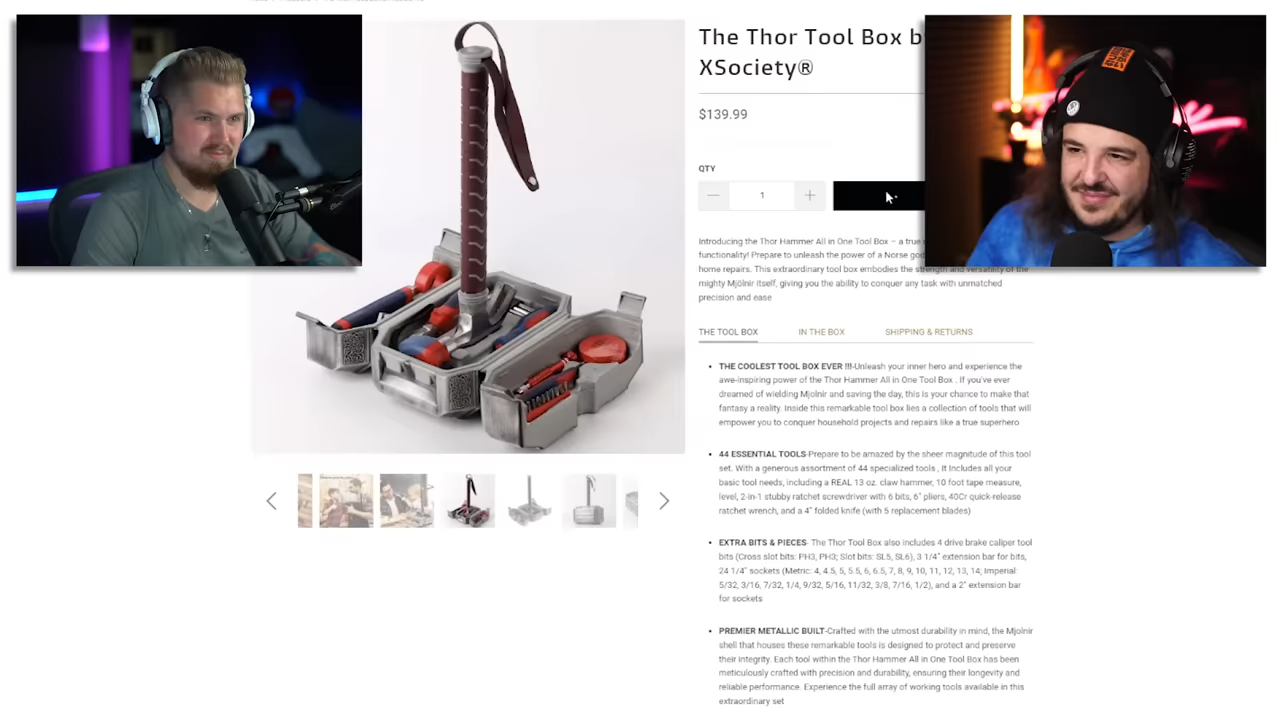 The Thor Tool Box b
XSociety®
$139.99
QTY
1
Introducing the Thor Hammer All in One Tool Box – a true
functionality! Prepare to unleash the power of a Norse god
home repairs. This extraordinary tool box embodies the strength and versatility of the
mighty Mjölnir itself, giving you the ability to conquer any task with unmatched
precision and ease
THE TOOL BOX IN THE BOX SHIPPING & RETURNS
• THE COOLEST TOOL BOX EVER !!!-Unleash your inner hero and experience the
awe-inspiring power of the Thor Hammer All in One Tool Box . If you've ever
dreamed of wielding Mjolnir and saving the day, this is your chance to make that
fantasy a reality. Inside this remarkable tool box lies a collection of tools that will
empower you to conquer household projects and repairs like a true superhero
• 44 ESSENTIAL TOOLS-Prepare to be amazed by the sheer magnitude of this tool
set. With a generous assortment of 44 specialized tools , It Includes all your
basic tool needs, including a REAL 13 oz. claw hammer, 10 foot tape measure,
level, 2-in-1 stubby ratchet screwdriver with 6 bits, 6" pliers, 40Cr quick-release
ratchet wrench, and a 4" folded knife (with 5 replacement blades)
• EXTRA BITS & PIECES- The Thor Tool Box also includes 4 drive brake caliper tool
bits (Cross slot bits: PH3, PH3; Slot bits: SL5, SL6), 3 1/4" extension bar for bits,
24 1/4" sockets (Metric: 4, 4.5, 5, 5.5, 6, 6.5, 7, 8, 9, 10, 11, 12, 13, 14; Imperial:
5/32, 3/16, 7/32, 1/4, 9/32, 5/16, 11/32, 3/8, 7/16, 1/2), and a 2" extension bar
for sockets
• PREMIER METALLIC BUILT-Crafted with the utmost durability in mind, the Mjolnir
shell that houses these remarkable tools is designed to protect and preserve
their integrity. Each tool within the Thor Hammer All in One Tool Box has been
meticulously crafted with precision and durability, ensuring their longevity and
reliable performance. Experience the full array of working tools available in this
extraordinary set